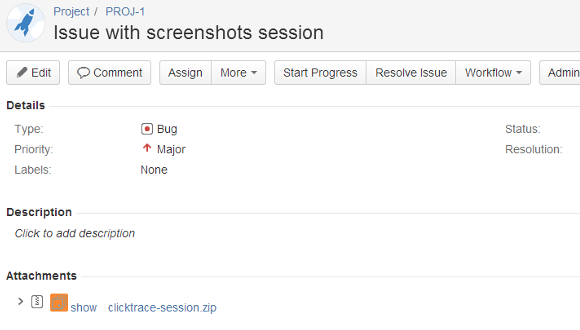 Project / PROJ-1
Issue with screenshots session
Edit Comment Assign More Start Progress Resolve Issue Workflow Admin
Details
Type: Bug Status:
Priority: Major Resolution:
Labels: None
Description
Click to add description
Attachments
show clicktrace-session.zip